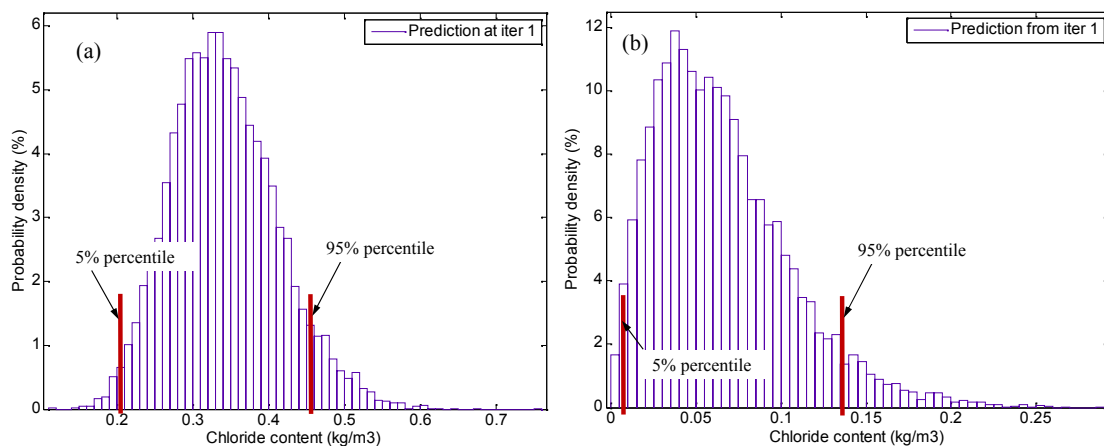 (a)
Prediction at iter 1
Probability density (%)
6
5
4
3
2
1
0
5% percentile
95% percentile
0.2
0.3
0.4
0.5
0.6
0.7
Chloride content (kg/m3)
(b)
Prediction from iter 1
Probability density (%)
12
10
8
6
4
2
0
95% percentile
5% percentile
0
0.05
0.1
0.15
0.2
0.25
Chloride content (kg/m3)